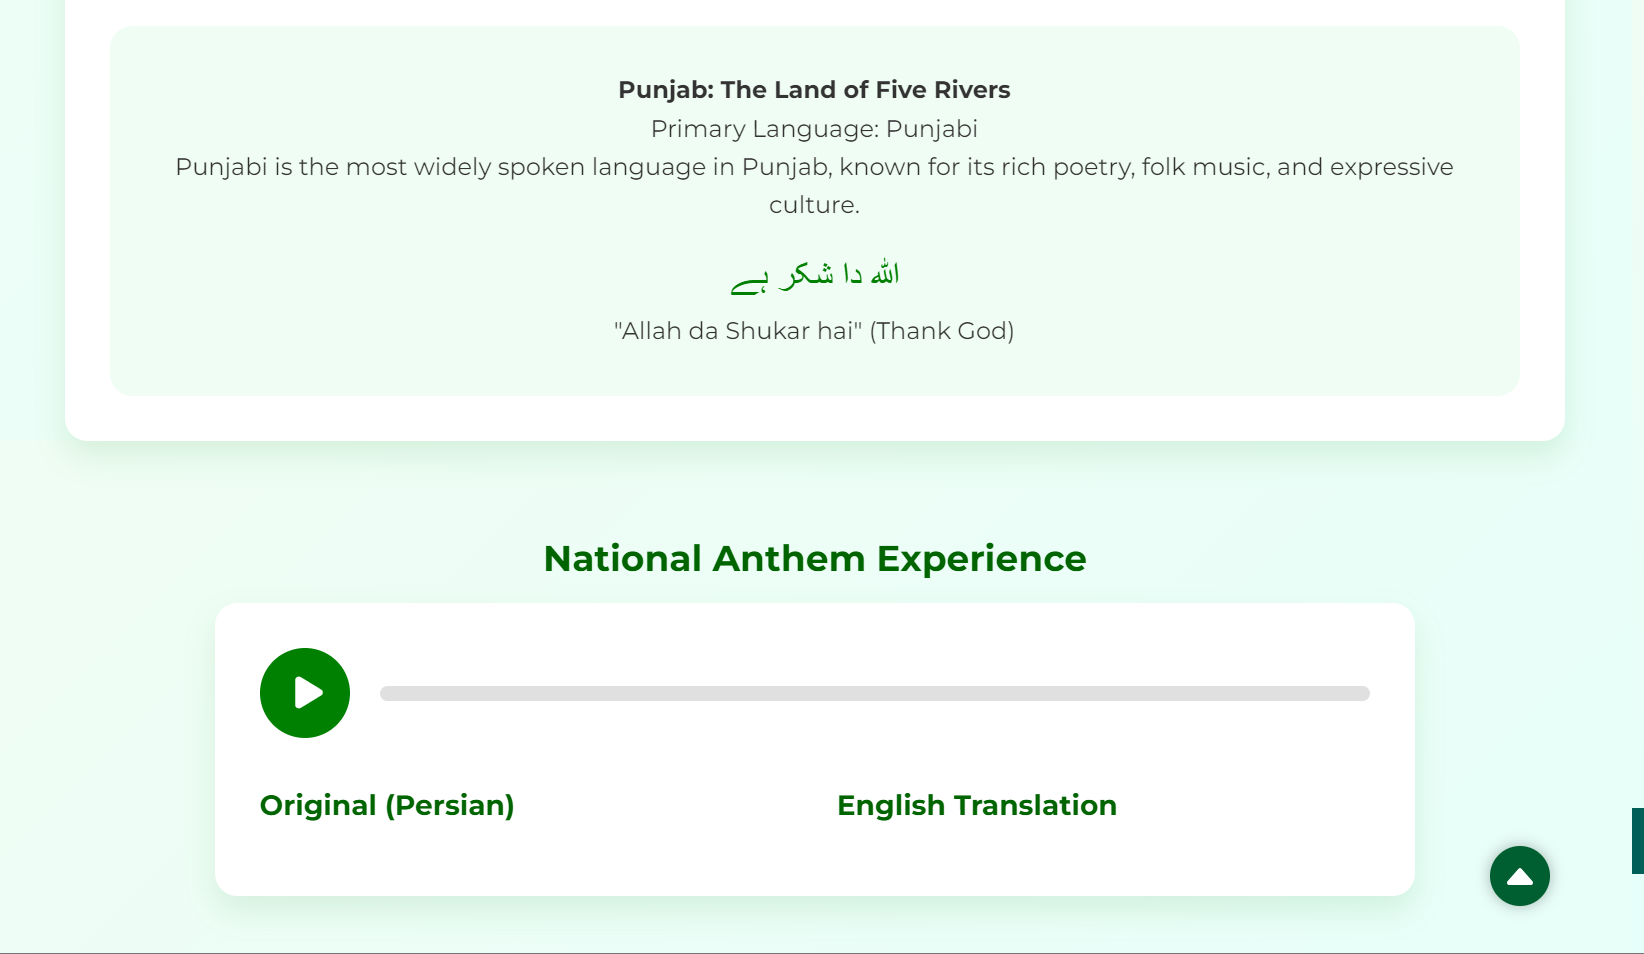 Punjab: The Land of Five Rivers
Primary Language: Punjabi
Punjabi is the most widely spoken language in Punjab, known for its rich poetry, folk music, and expressive
culture.
اللہ دا شکر ہے
"Allah da Shukar hai" (Thank God)
National Anthem Experience
Original (Persian)
English Translation